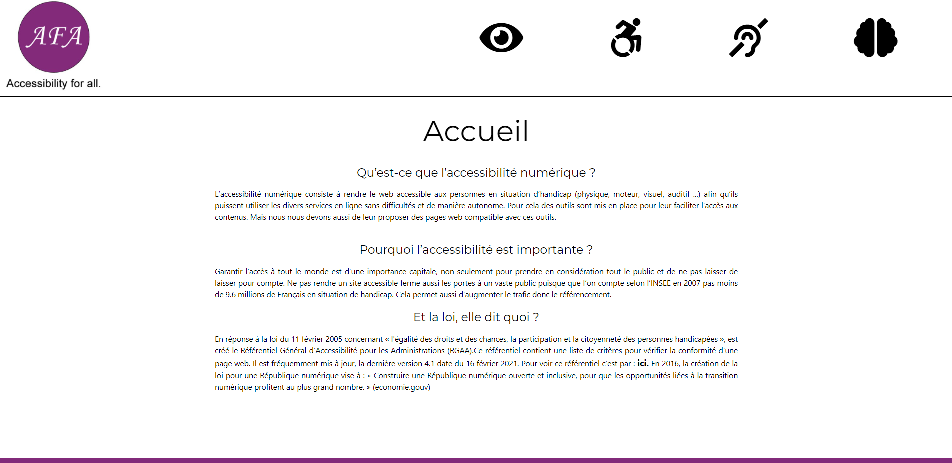 AFA
Accessibility for all.
Accueil
Qu'est-ce que l'accessibilité numérique ?
L'accessibilité numérique consiste à rendre le web accessible aux personnes en situation d'handicap (physique, moteur, visuel, auditif ...) afin qu'ils
puissent utiliser les divers services en ligne sans difficultés et de manière autonome. Pour cela des outils sont mis en place pour leur faciliter l'accès aux
contenus. Mais nous nous devons aussi de leur proposer des pages web compatible avec ces outils.
Pourquoi l'accessibilité est importante ?
Garantir l'accès à tout le monde est d'une importance capitale, non seulement pour prendre en considération tout le public et de ne pas laisser de
laisser pour compte. Ne pas rendre un site accessible ferme aussi les portes à un vaste public puisque que l'on compte selon l'INSEE en 2007 pas moins
de 9.6 millions de Français en situation de handicap. Cela permet aussi d'augmenter le trafic donc le référencement.
Et la loi, elle dit quoi ?
En réponse à la loi du 11 février 2005 concernant « l'égalité des droits et des chances, la participation et la citoyenneté des personnes handicapées », est
créé le Référentiel Général d'Accessibilité pour les Administrations (RGAA).Ce référentiel contient une liste de critères pour vérifier la conformité d'une
page web. Il est fréquemment mis à jour, la dernière version 4.1 date du 16 février 2021. Pour voir ce référentiel c'est par : ici. En 2016, la création de la
loi pour une République numérique vise à : « Construire une République numérique ouverte et inclusive, pour que les opportunités liées à la transition
numérique profitent au plus grand nombre. » (economie.gouv)